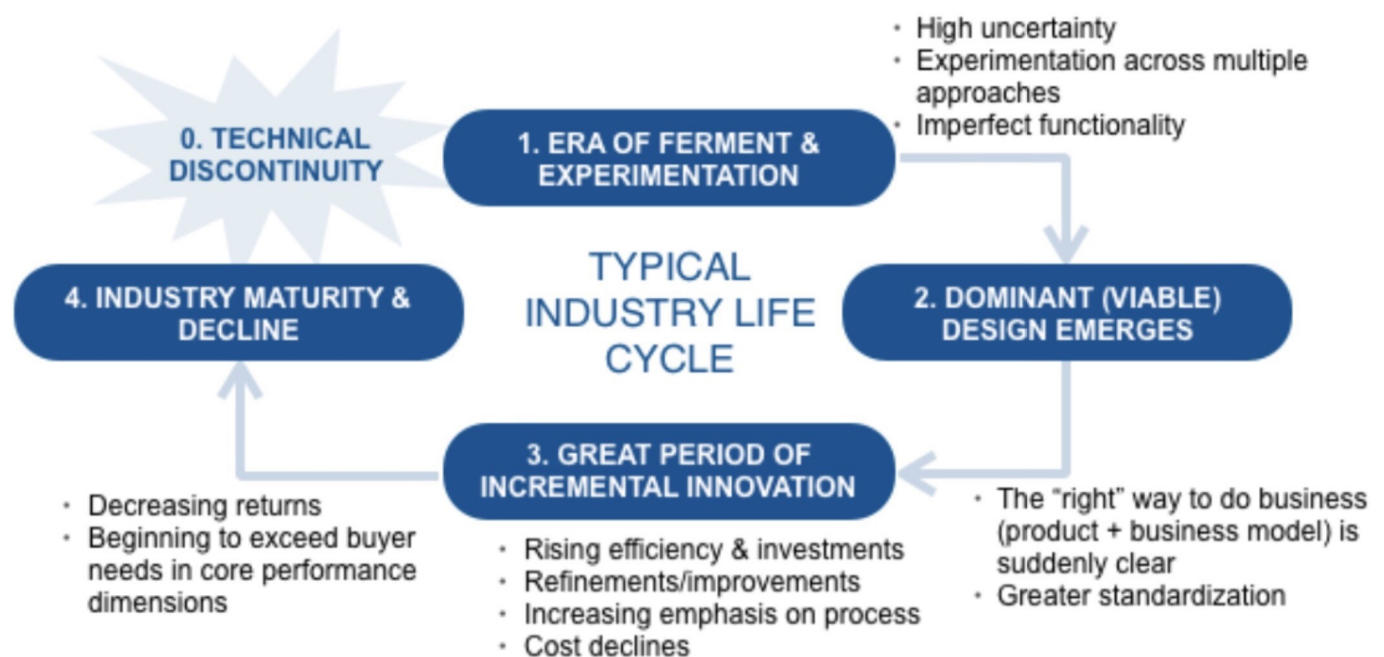 0. TECHNICAL
DISCONTINUITY
1. ERA OF FERMENT &
EXPERIMENTATION
• High uncertainty
• Experimentation across multiple
approaches
• Imperfect functionality
TYPICAL
INDUSTRY LIFE
CYCLE
2. DOMINANT (VIABLE)
DESIGN EMERGES
• The “right” way to do business
(product + business model) is
suddenly clear
• Greater standardization
3. GREAT PERIOD OF
INCREMENTAL INNOVATION
• Rising efficiency & investments
• Refinements/improvements
• Increasing emphasis on process
• Cost declines
4. INDUSTRY MATURITY &
DECLINE
• Decreasing returns
• Beginning to exceed buyer
needs in core performance
dimensions